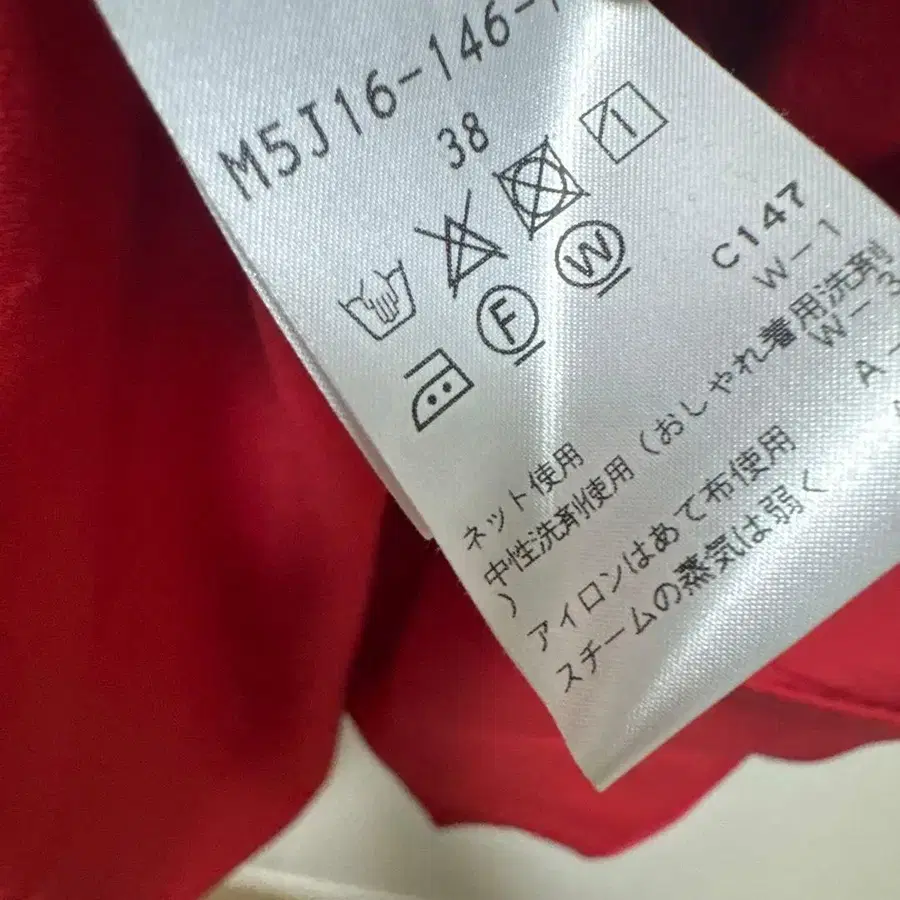 M5J16-146-
38
F
W
C147
W-1
W-3
A-
ネット使用
中性洗剤使用(おしゃれ着用洗剤
)
アイロンはあて布使用
スチームの蒸気は弱く